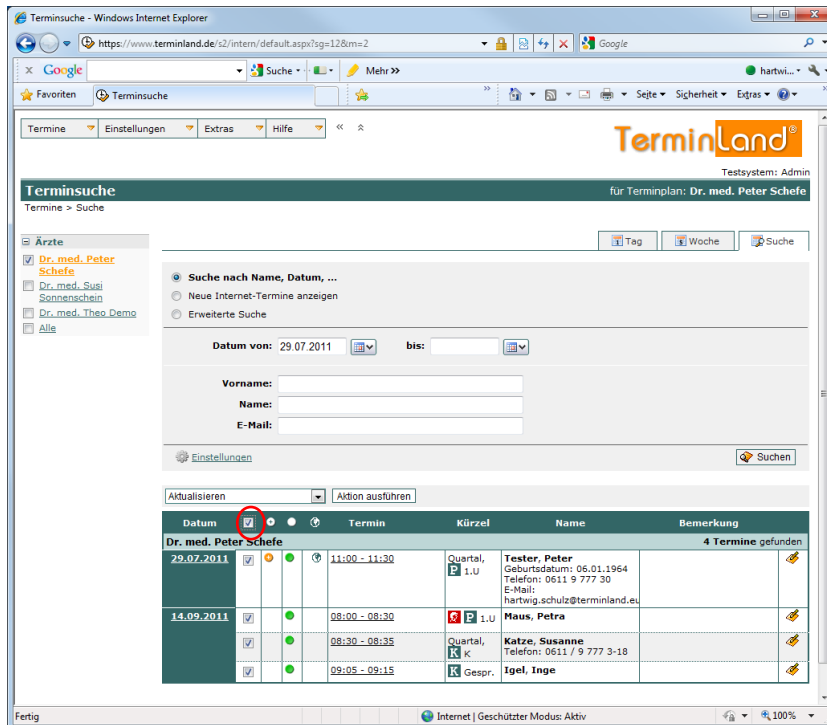 Terminsuche - Windows Internet Explorer
https://www.terminland.de/s2/intern/default.aspx?sg=12&m=2
Google
Google Suche Mehr >> hartwi...
Favoriten Terminsuche Seite Sicherheit Extras
Termine Einstellungen Extras Hilfe
Terminland®
Testsystem: Admin
Terminsuche für Terminplan: Dr. med. Peter Schefe
Termine > Suche
Ärzte
Dr. med. Peter
Schefe
Dr. med. Susi
Sonnenschein
Dr. med. Theo Demo
Alle
Tag Woche Suche
Suche nach Name, Datum, ...
Neue Internet-Termine anzeigen
Erweiterte Suche
Datum von: 29.07.2011 bis:
Vorname:
Name:
E-Mail:
Einstellungen Suchen
Aktualisieren Aktion ausführen
Datum Termin Kürzel Name Bemerkung
Dr. med. Peter Schefe 4 Termine gefunden
29.07.2011 11:00 - 11:30 Quartal, Tester, Peter
P 1.U Geburtsdatum: 06.01.1964
Telefon: 0611 9 777 30
E-Mail:
hartwig.schulz@terminland.eu
14.09.2011 08:00 - 08:30 P 1.U Maus, Petra
08:30 - 08:35 Quartal, Katze, Susanne
K K Telefon: 0611 / 9 777 3-18
09:05 - 09:15 K Gespr. Igel, Inge
Fertig Internet | Geschützter Modus: Aktiv 100%